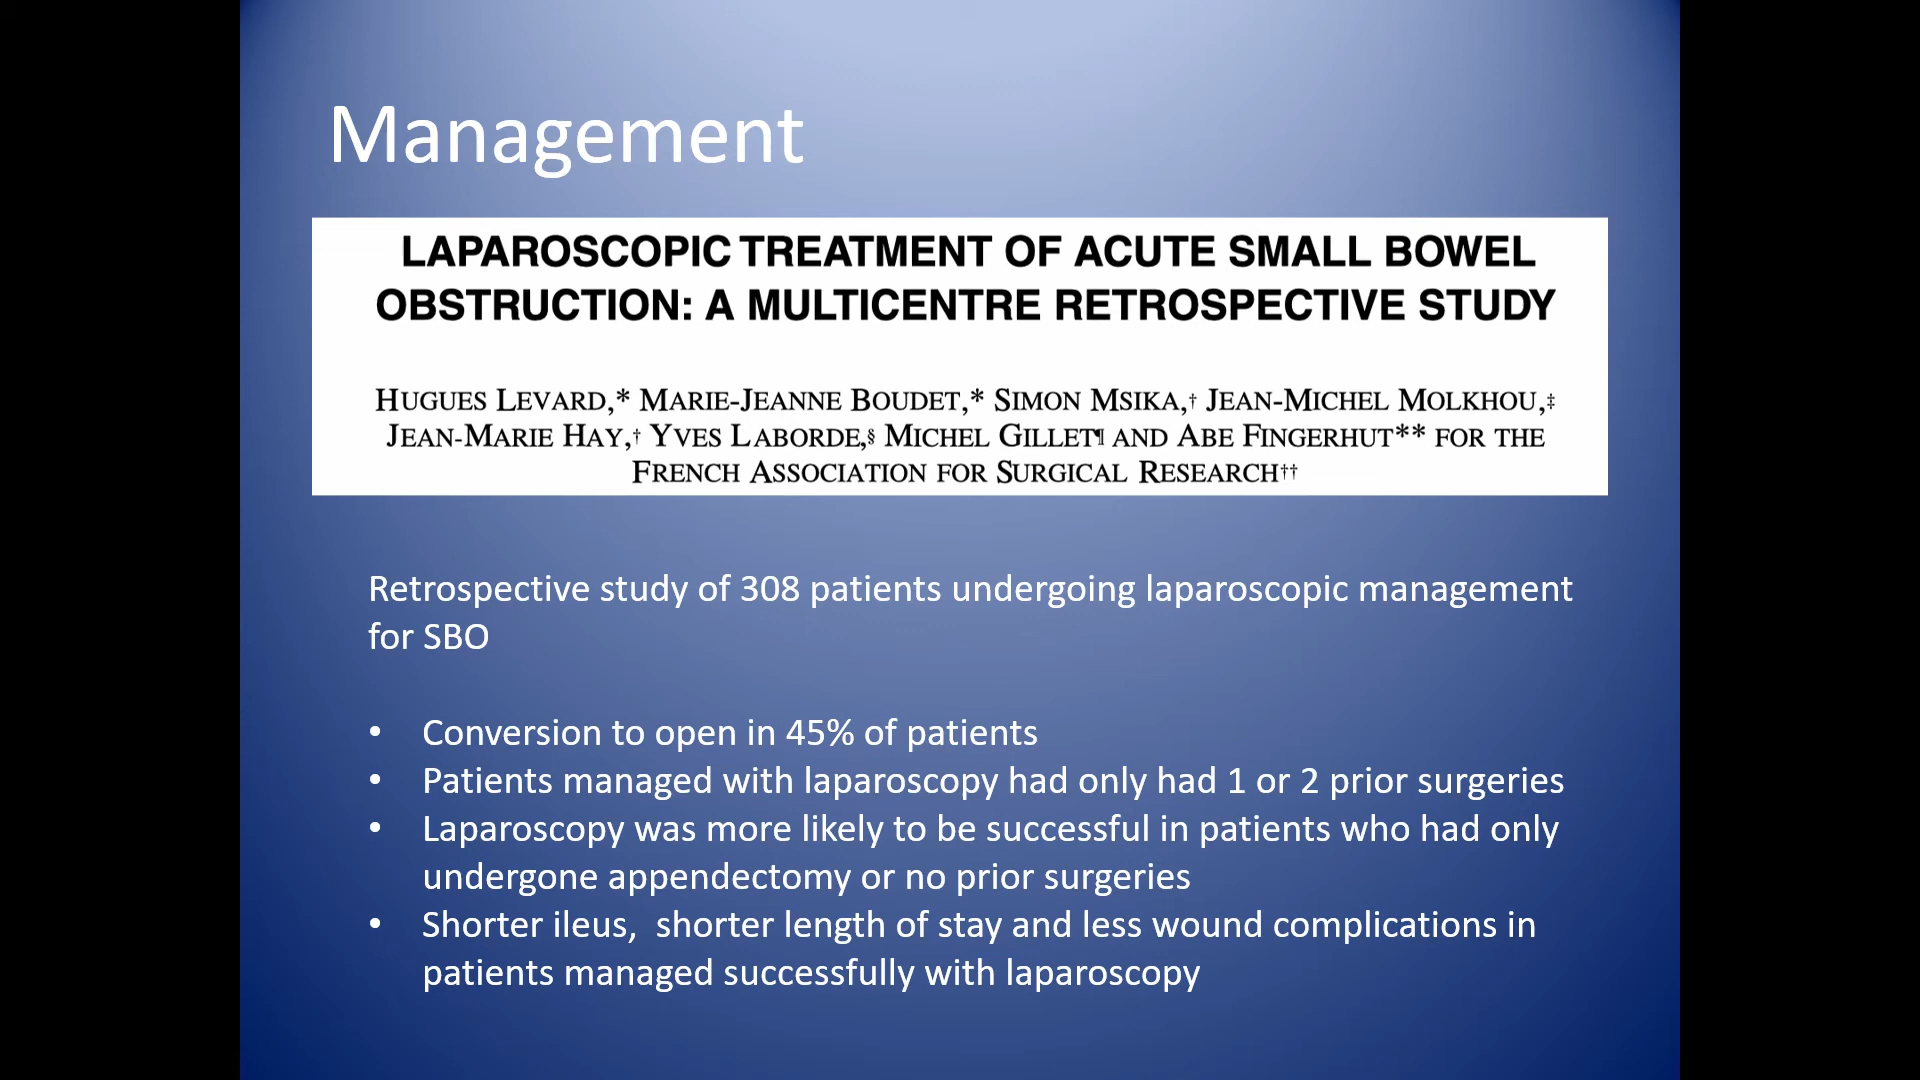 Management
LAPAROSCOPIC TREATMENT OF ACUTE SMALL BOWEL
OBSTRUCTION: A MULTICENTRE RETROSPECTIVE STUDY
HUGUES LEVARD,* MARIE-JEANNE BOUDET,* SIMON MSIKA,† JEAN-MICHEL MOLKHOU,‡
JEAN-MARIE HAY,† YVES LABORDE,§ MICHEL GILLET¶ AND ABE FINGERHUT** FOR THE
FRENCH ASSOCIATION FOR SURGICAL RESEARCH††
Retrospective study of 308 patients undergoing laparoscopic management
for SBO
• Conversion to open in 45% of patients
• Patients managed with laparoscopy had only had 1 or 2 prior surgeries
• Laparoscopy was more likely to be successful in patients who had only
undergone appendectomy or no prior surgeries
• Shorter ileus,  shorter length of stay and less wound complications in
patients managed successfully with laparoscopy